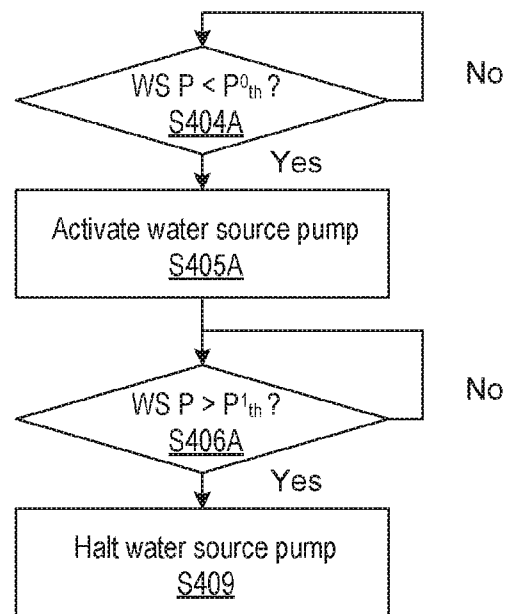 WS P < P⁰ₜₕ ?
No
S404A
Yes
Activate water source pump
S405A
WS P > P¹ₜₕ ?
No
S406A
Yes
Halt water source pump
S409